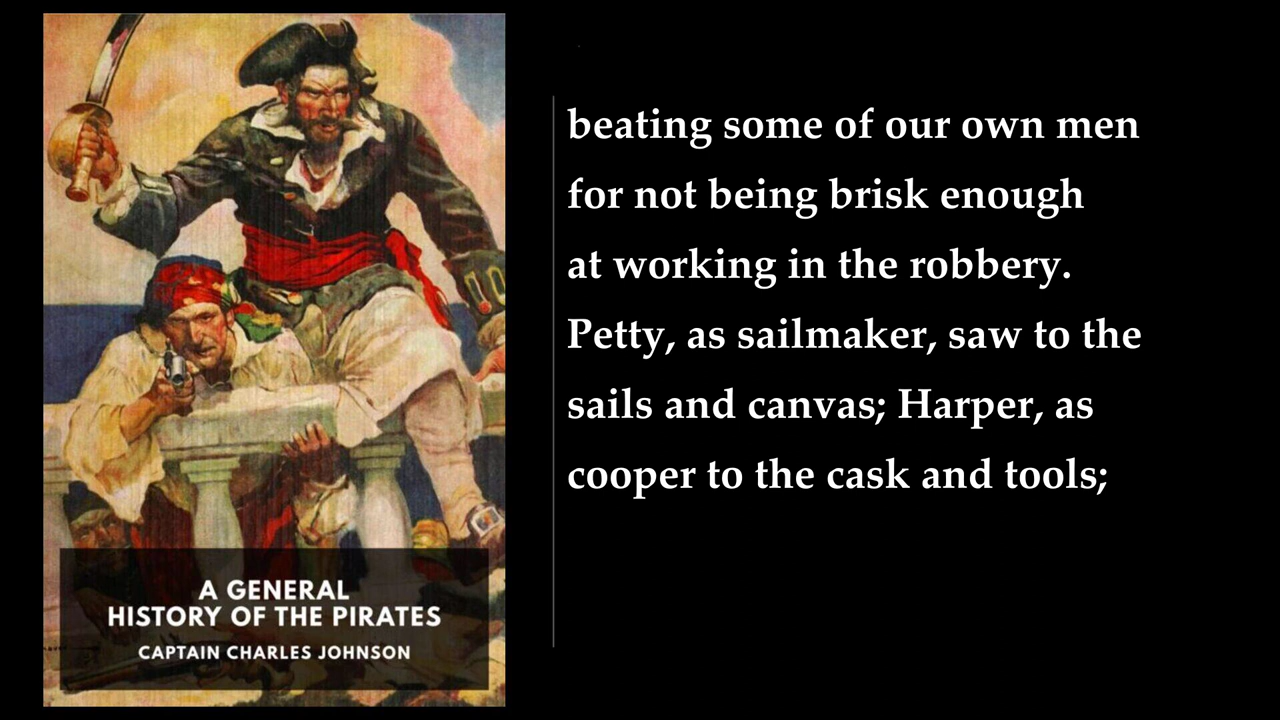 beating some of our own men
for not being brisk enough
at working in the robbery.
Petty, as sailmaker, saw to the
sails and canvas; Harper, as
cooper to the cask and tools;
A GENERAL
HISTORY OF THE PIRATES
CAPTAIN CHARLES JOHNSON